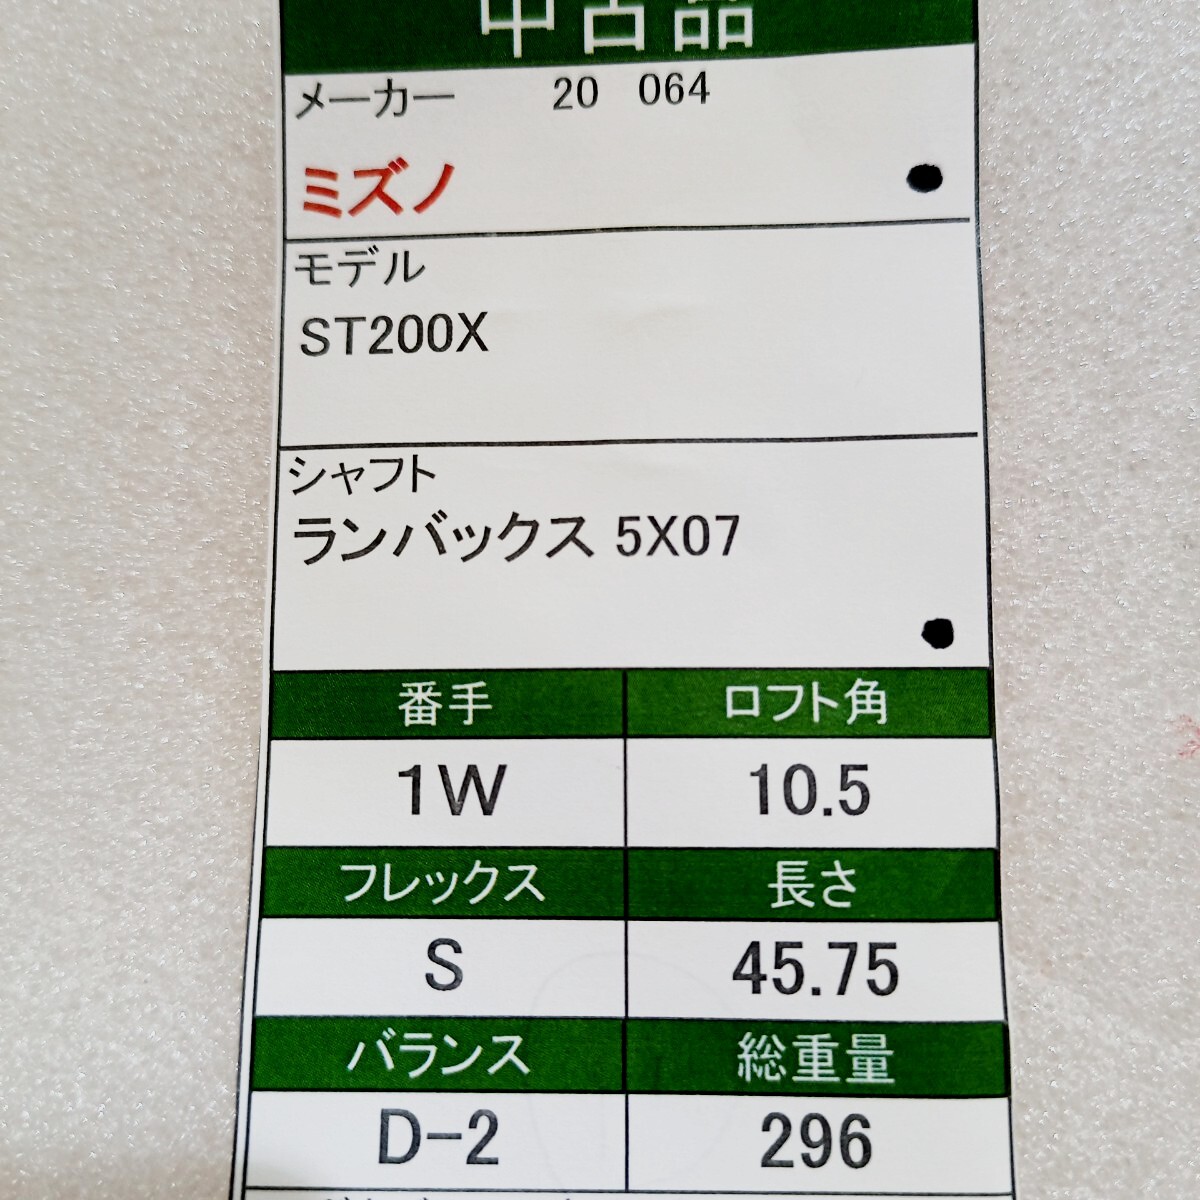 中古品
メーカー 20 064
ミズノ
モデル
ST200X
シャフト
ランバックス 5X07
番手 ロフト角
1W 10.5
フレックス 長さ
S 45.75
バランス 総重量
D-2 296